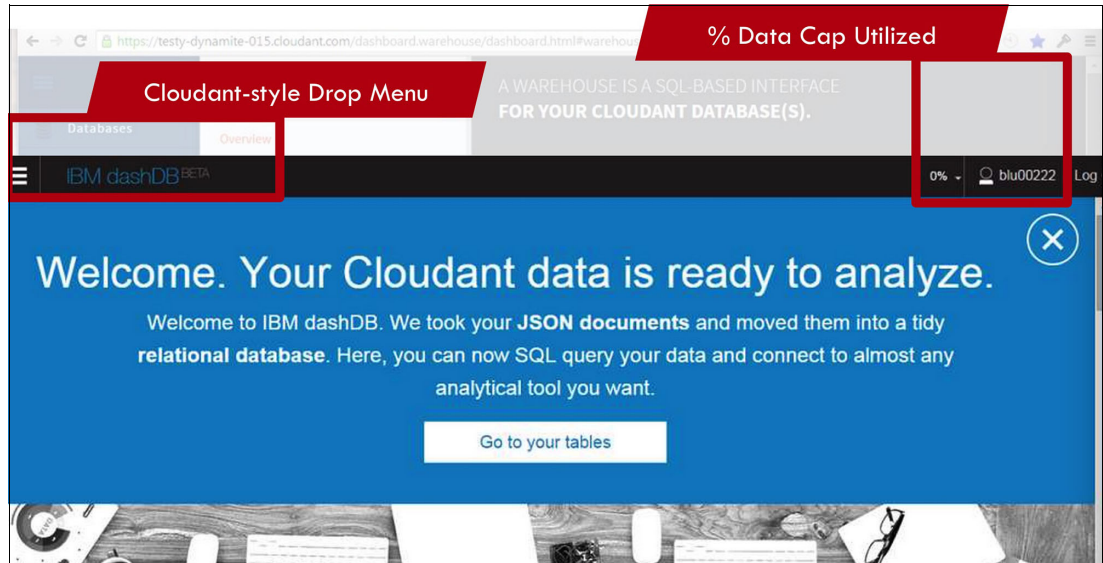 % Data Cap Utilized
https://testy-dynamite-015.cloudant.com/dashboard.warehouse/dashboard.html#warehou
Cloudant-style Drop Menu
A WAREHOUSE IS A SQL-BASED INTERFACE
FOR YOUR CLOUDANT DATABASE(S).
Databases
Overview
IBM dashDB BETA
0%
blu00222
Log
Welcome. Your Cloudant data is ready to analyze.
Welcome to IBM dashDB. We took your JSON documents and moved them into a tidy
relational database. Here, you can now SQL query your data and connect to almost any
analytical tool you want.
Go to your tables
DATA